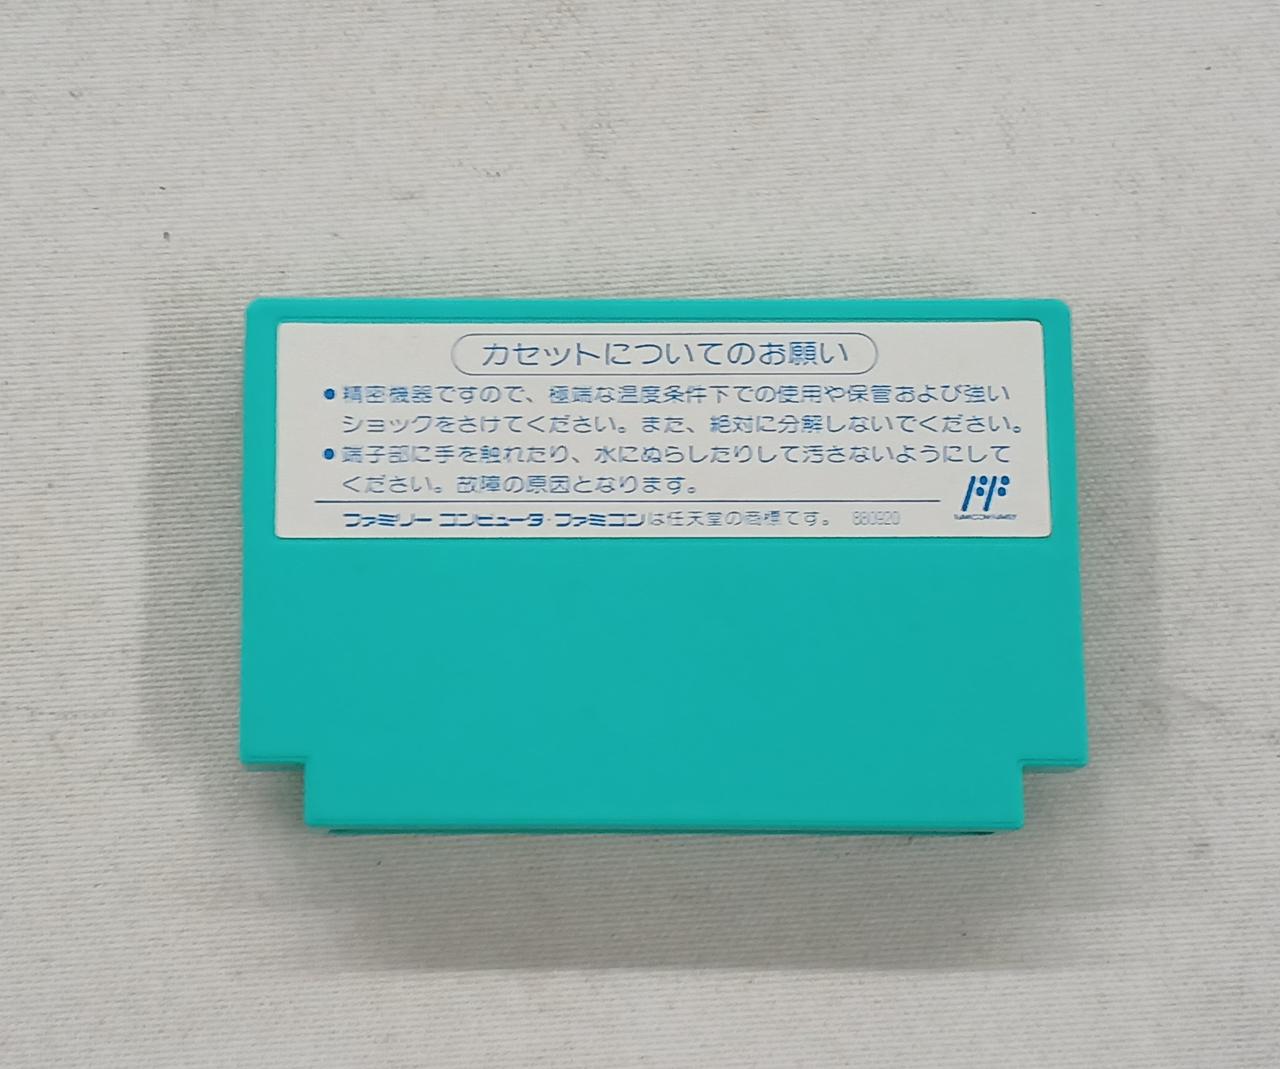 カセットについてのお願い
●精密機器ですので、極端な温度条件下での使用や保管および強い
ショックをさけてください。また、絶対に分解しないでください。
●端子部に手を触れたり、水にぬらしたりして汚さないようにして
ください。故障の原因となります。
ファミリー コンピュータ・ファミコンは任天堂の商標です。 880920
FAMICOM FAMILY